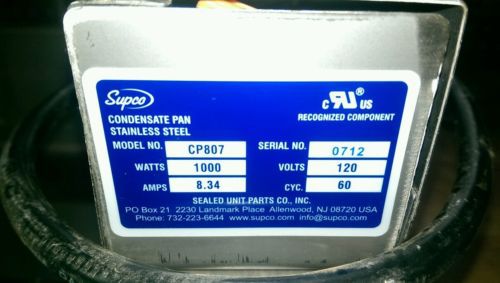 Supco
CONDENSATE PAN
STAINLESS STEEL
c RU® US
RECOGNIZED COMPONENT
MODEL NO. CP807 SERIAL NO. 0712
WATTS 1000 VOLTS 120
AMPS 8.34 CYC. 60
SEALED UNIT PARTS CO., INC.
PO Box 21 2230 Landmark Place Allenwood, NJ 08720 USA
Phone: 732-223-6644 www.supco.com info@supco.com